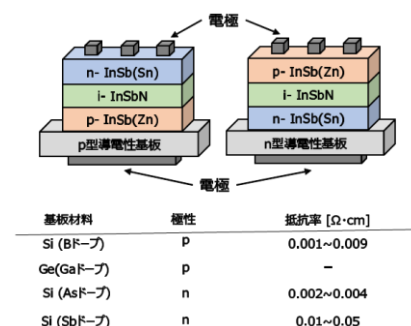 電極
n- InSb(Sn)
i- InSbN
p- InSb(Zn)
p型導電性基板
p- InSb(Zn)
i- InSbN
n- InSb(Sn)
n型導電性基板
電極
基板材料 極性 抵抗率 [Ω・cm]
Si (Bドープ) p 0.001~0.009
Ge(Gaドープ) p −
Si (Asドープ) n 0.002~0.004
Si (Sbドープ) n 0.01~0.05